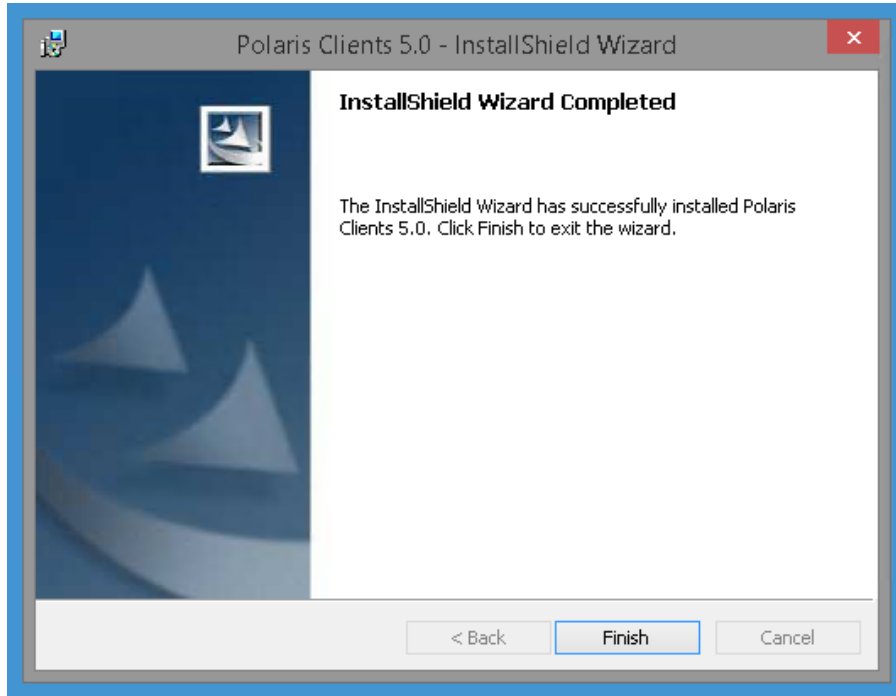 Polaris Clients 5.0 - InstallShield Wizard
InstallShield Wizard Completed
The InstallShield Wizard has successfully installed Polaris
Clients 5.0. Click Finish to exit the wizard.
< Back Finish Cancel